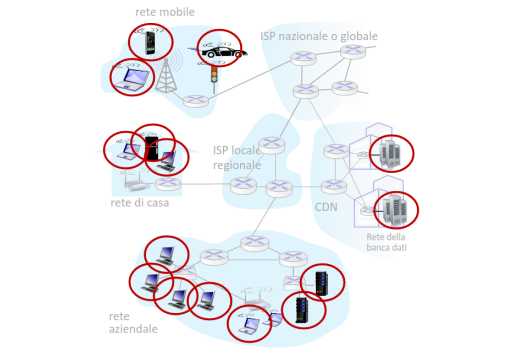 rete mobile
ISP nazionale o globale
ISP locale
regionale
rete di casa
CDN
Rete della
banca dati
rete
aziendale